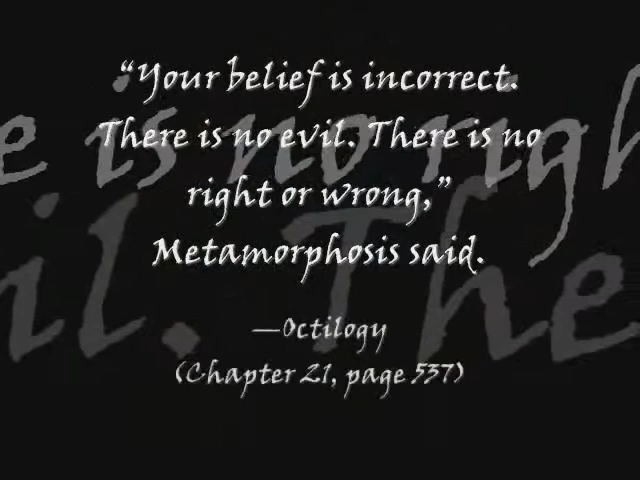 “Your belief is incorrect.
There is no evil. There is no
right or wrong,”
Metamorphosis said.
—Octilogy
(Chapter 21, page 537)
e is no righ
il. The